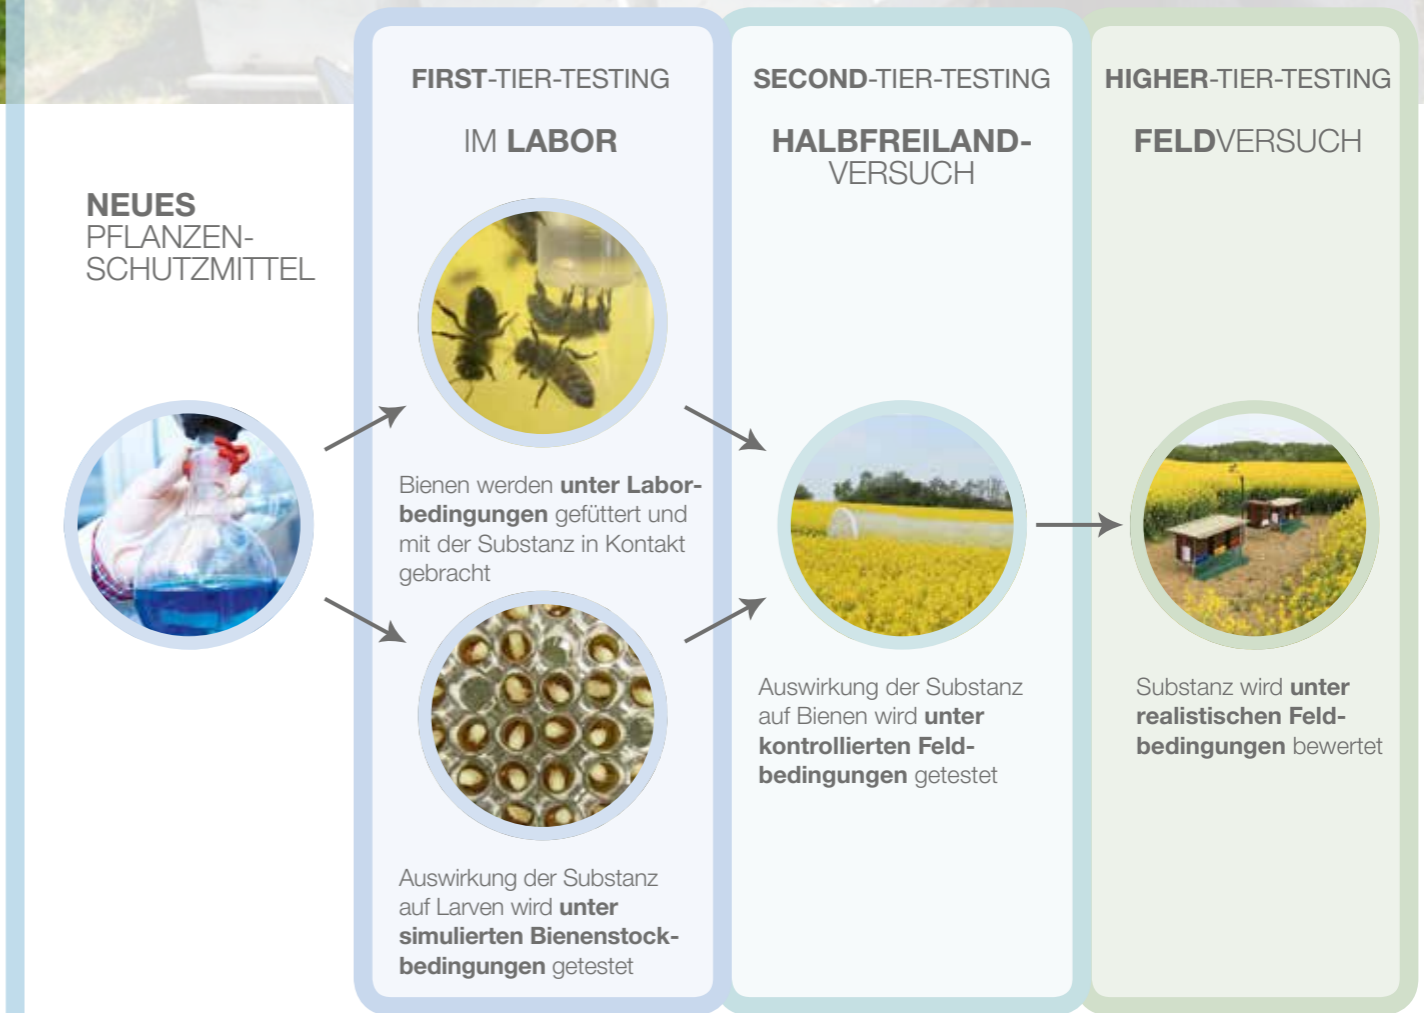 NEUES
PFLANZEN-
SCHUTZMITTEL
FIRST-TIER-TESTING
IM LABOR
Bienen werden unter Labor-
bedingungen gefüttert und
mit der Substanz in Kontakt
gebracht
Auswirkung der Substanz
auf Larven wird unter
simulierten Bienenstock-
bedingungen getestet
SECOND-TIER-TESTING
HALBFREILAND-
VERSUCH
Auswirkung der Substanz
auf Bienen wird unter
kontrollierten Feld-
bedingungen getestet
HIGHER-TIER-TESTING
FELDVERSUCH
Substanz wird unter
realistischen Feld-
bedingungen bewertet